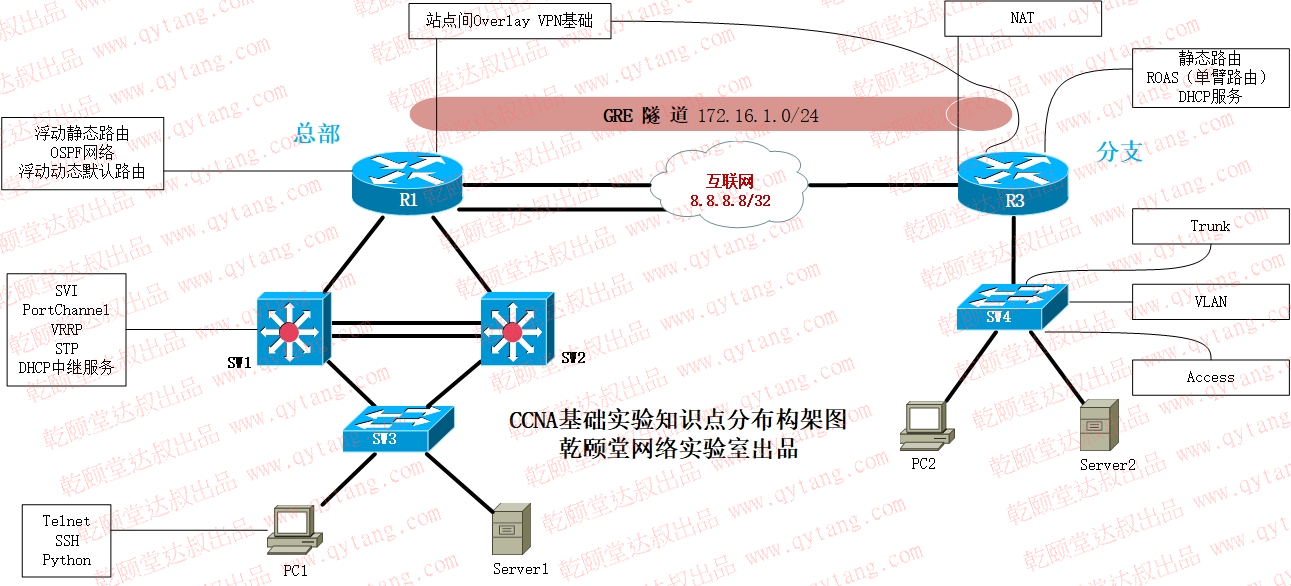 站点间Overlay VPN基础
NAT
静态路由
ROAS（单臂路由）
DHCP服务
GRE 隧 道 172.16.1.0/24
浮动静态路由
OSPF网络
浮动动态默认路由
总部
分支
互联网
8.8.8.8/32
R1
R3
Trunk
SVI
PortChannel
VRRP
STP
DHCP中继服务
VLAN
SW4
SW1
SW2
Access
CCNA基础实验知识点分布构架图
乾颐堂网络实验室出品
SW3
PC2
Server2
Telnet
SSH
Python
PC1
Server1
乾颐堂达叔出品 www.qytang.com